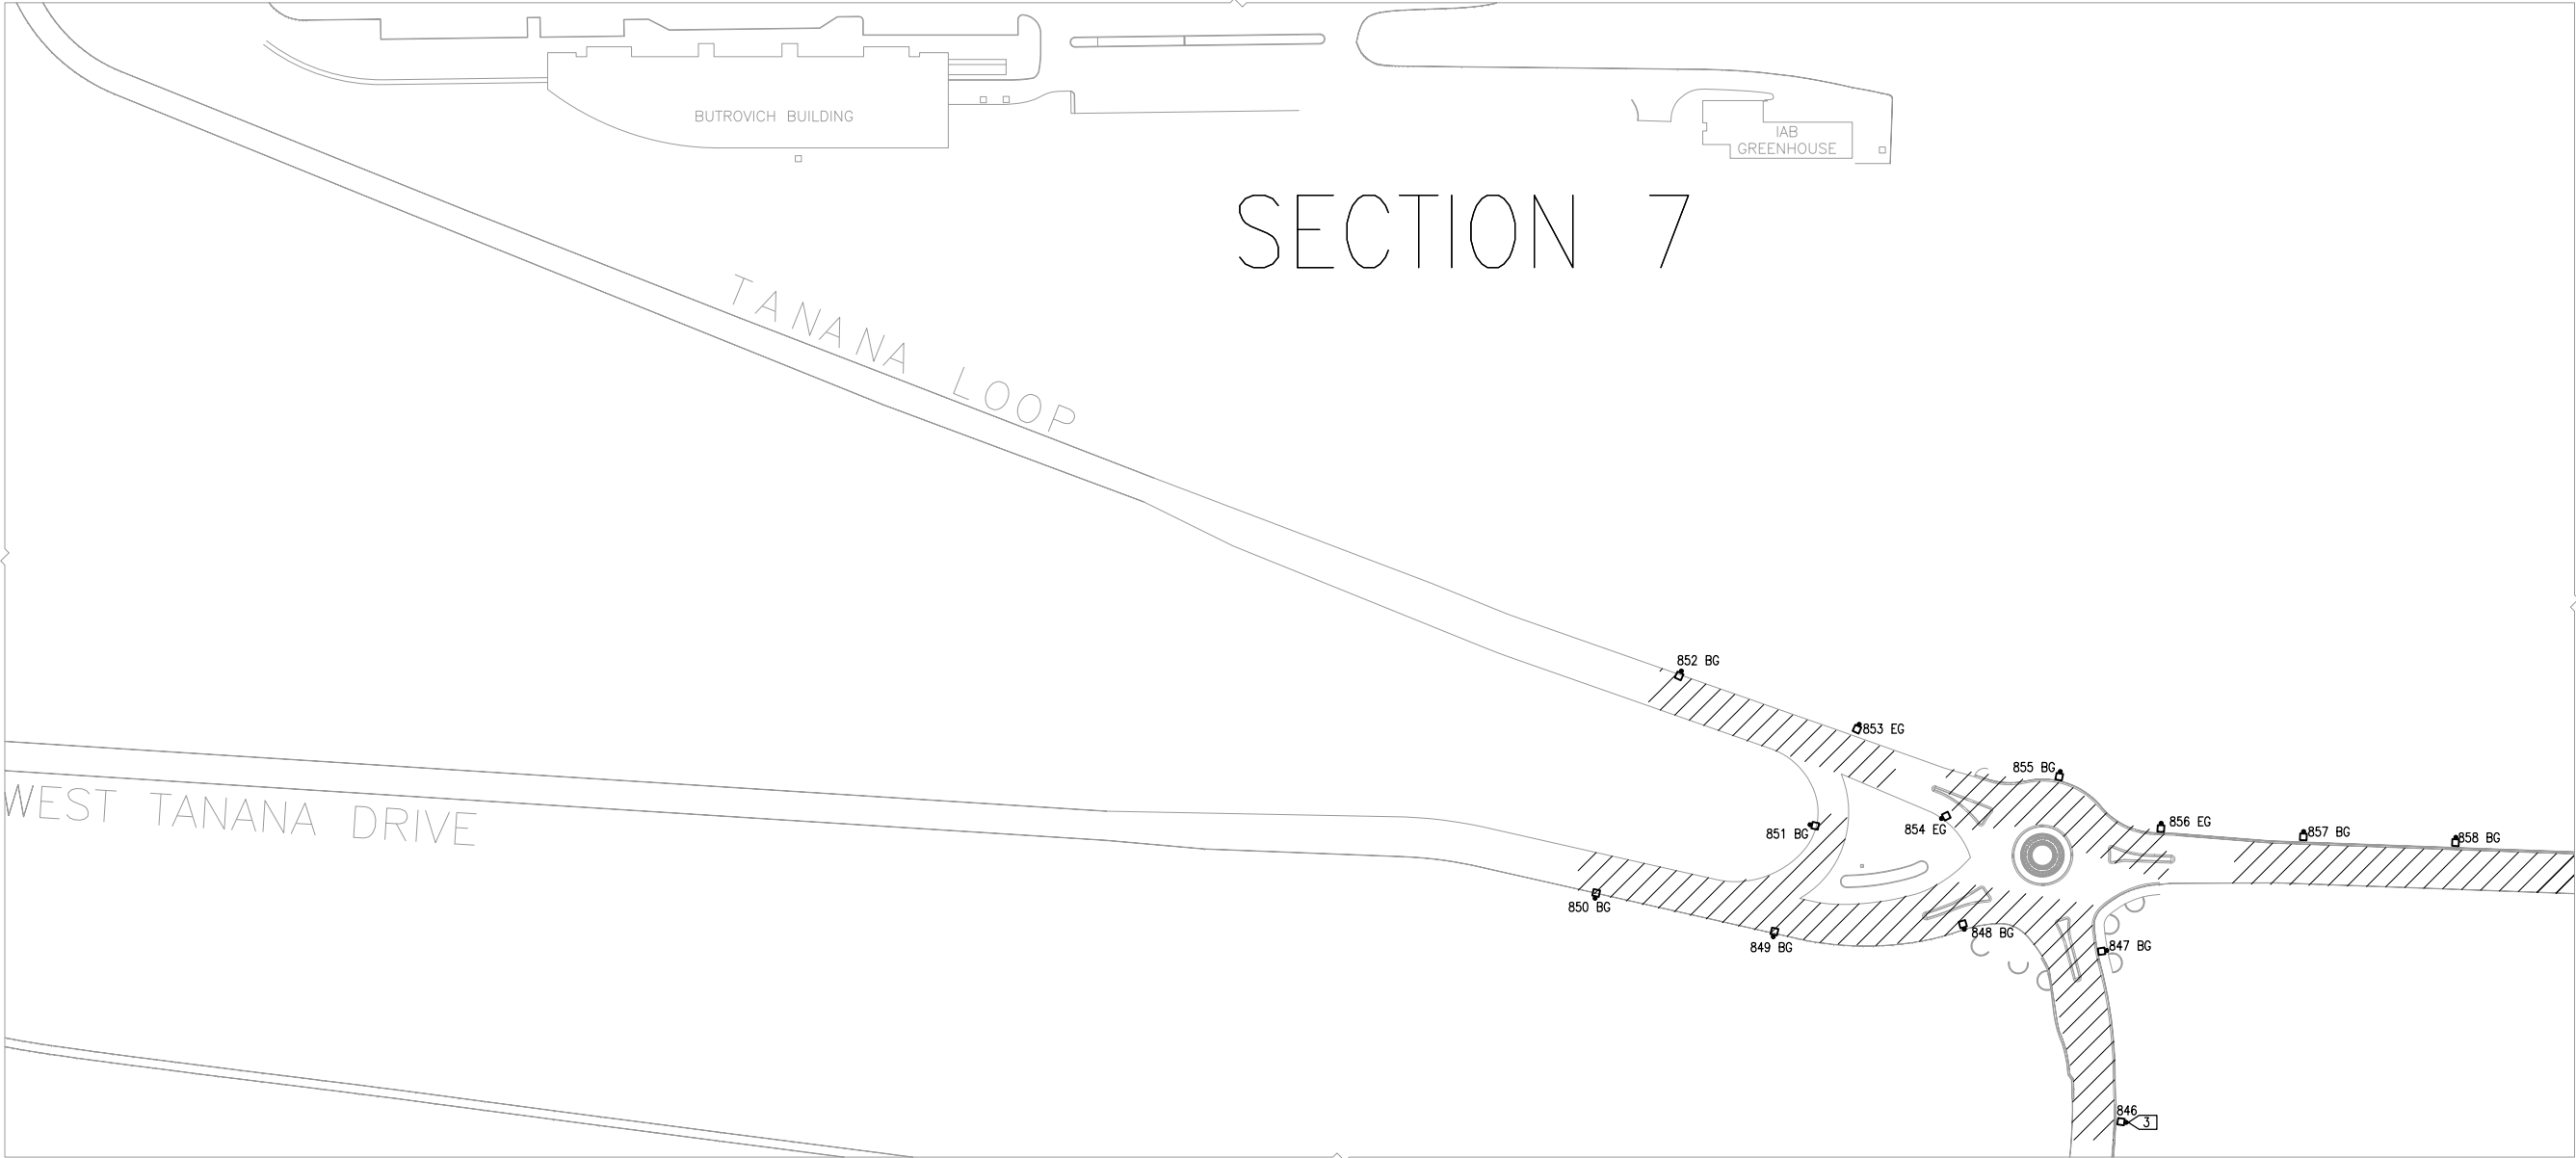 BUTROVICH BUILDING
IAB
GREENHOUSE
SECTION 7
TANANA LOOP
852 BG
853 EG
855 BG
WEST TANANA DRIVE
856 EG
851 BG
854 EG
857 BG
858 BG
850 BG
848 BG
849 BG
847 BG
846
3